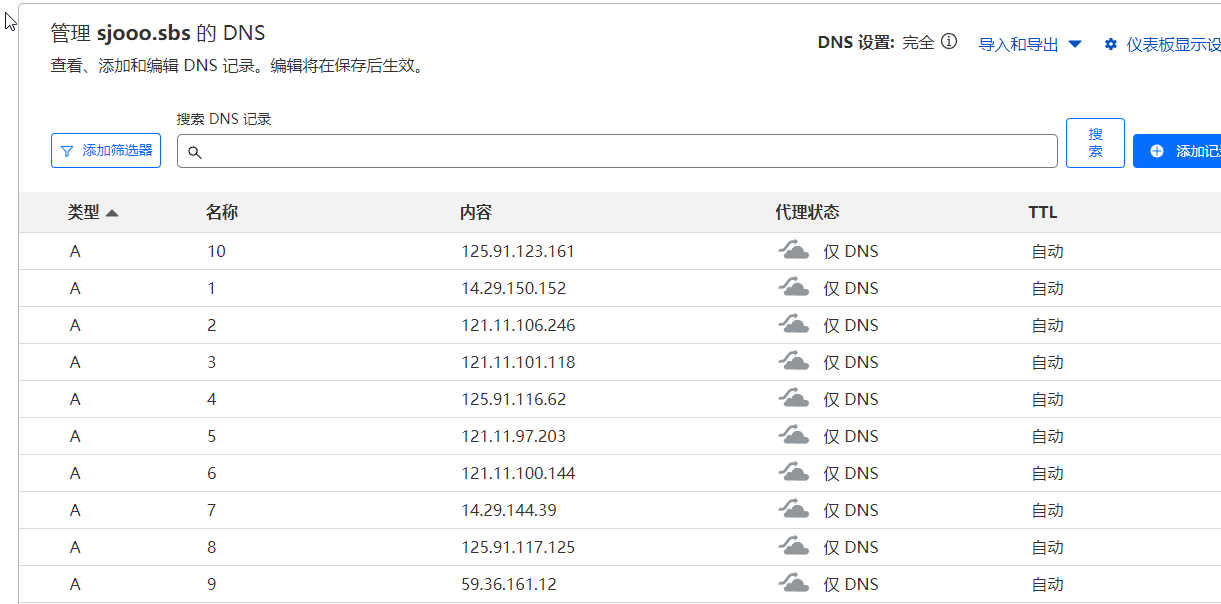 管理 sjooo.sbs 的 DNS
DNS 设置: 完全
导入和导出
仪表板显示设
查看、添加和编辑 DNS 记录。编辑将在保存后生效。
搜索 DNS 记录
添加筛选器
搜
索
添加记
类型 名称 内容 代理状态 TTL
A 10 125.91.123.161 仅 DNS 自动
A 1 14.29.150.152 仅 DNS 自动
A 2 121.11.106.246 仅 DNS 自动
A 3 121.11.101.118 仅 DNS 自动
A 4 125.91.116.62 仅 DNS 自动
A 5 121.11.97.203 仅 DNS 自动
A 6 121.11.100.144 仅 DNS 自动
A 7 14.29.144.39 仅 DNS 自动
A 8 125.91.117.125 仅 DNS 自动
A 9 59.36.161.12 仅 DNS 自动